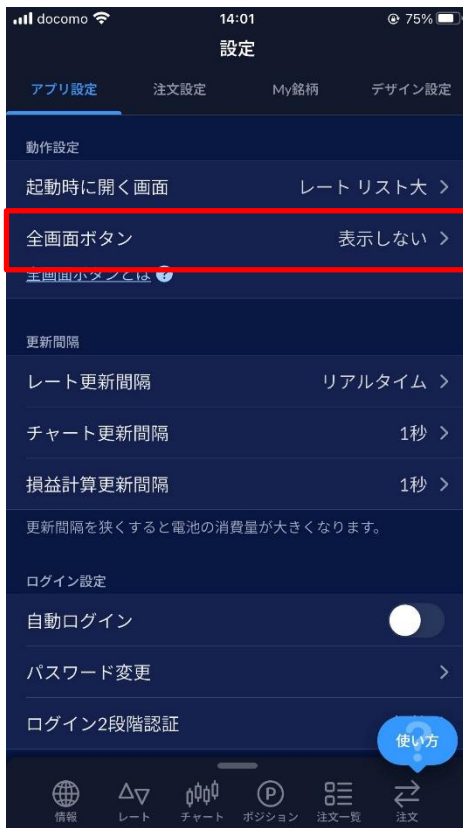 docomo 14:01 75%
設定
アプリ設定 注文設定 My銘柄 デザイン設定
動作設定
起動時に開く画面 レート リスト大
全画面ボタン 表示しない
全画面ボタンとは ?
更新間隔
レート更新間隔 リアルタイム
チャート更新間隔 1秒
損益計算更新間隔 1秒
更新間隔を狭くすると電池の消費量が大きくなります。
ログイン設定
自動ログイン
パスワード変更
ログイン2段階認証
使い方
情報 レート チャート ポジション 注文一覧 注文